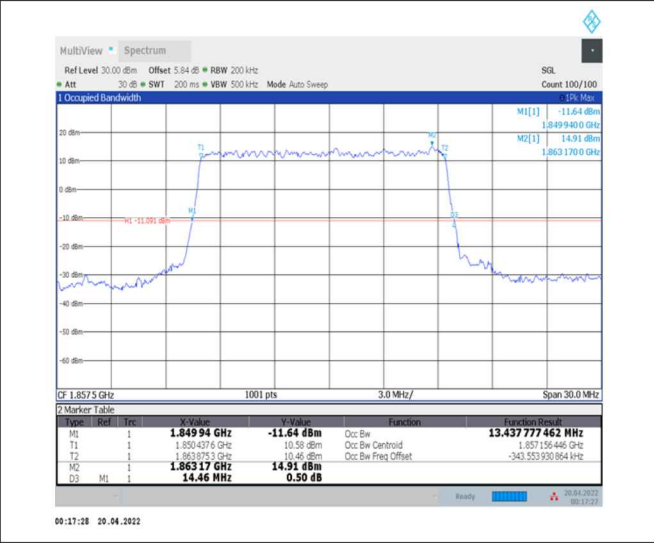 MultiView Spectrum
Ref Level 30.00 dBm Offset 5.84 dB RBW 200 kHz SGL
Att 30 dB SWT 200 ms VBW 500 kHz Mode Auto Sweep Count 100/100
1 Occupied Bandwidth 1Pk Max
M1[1] -11.64 dBm
1.849 940 0 GHz
M2[1] 14.91 dBm
1.863 170 0 GHz
20 dBm
M2
T1 T2
10 dBm
0 dBm
M1 D3
-10 dBm
H1 -11.091 dBm
-20 dBm
-30 dBm
-40 dBm
-50 dBm
-60 dBm
CF 1.857 5 GHz 1001 pts 3.0 MHz/ Span 30.0 MHz
2 Marker Table
Type Ref Trc X-Value Y-Value Function Function Result
M1 1 1.849 94 GHz -11.64 dBm Occ Bw 13.437 777 462 MHz
T1 1 1.850 437 6 GHz 10.58 dBm Occ Bw Centroid 1.857 156 446 GHz
T2 1 1.863 875 3 GHz 10.46 dBm Occ Bw Freq Offset -343.553 930 864 kHz
M2 1 1.863 17 GHz 14.91 dBm
D3 M1 1 14.46 MHz 0.50 dB
Ready 20.04.2022
00:17:27
00:17:28 20.04.2022